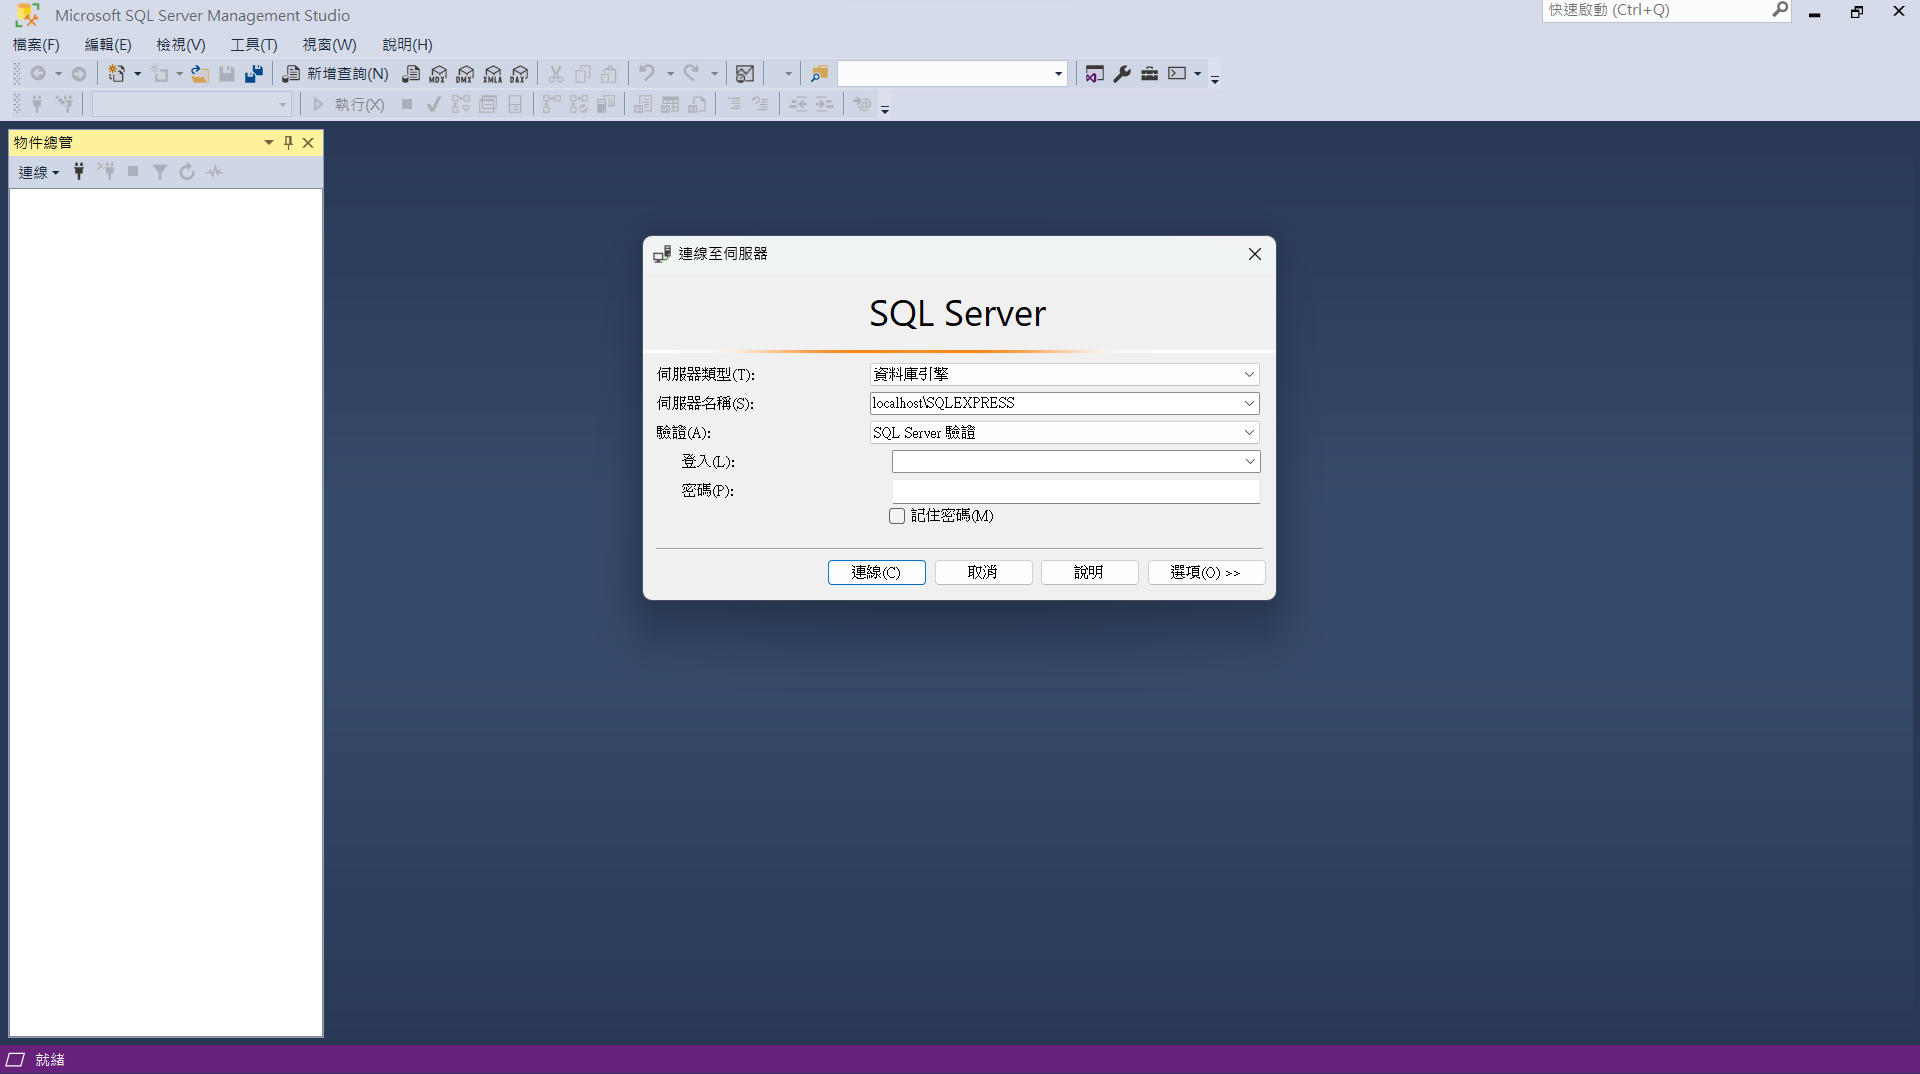 Microsoft SQL Server Management Studio
快速啟動 (Ctrl+Q)
檔案(F) 編輯(E) 檢視(V) 工具(T) 視窗(W) 說明(H)
新增查詢(N) MDX DMX XMLA DAX
執行(X)
物件總管
連線
連線至伺服器
SQL Server
伺服器類型(T): 資料庫引擎
伺服器名稱(S): localhost\SQLEXPRESS
驗證(A): SQL Server 驗證
登入(L):
密碼(P):
記住密碼(M)
連線(C) 取消 說明 選項(O) >>
就緒